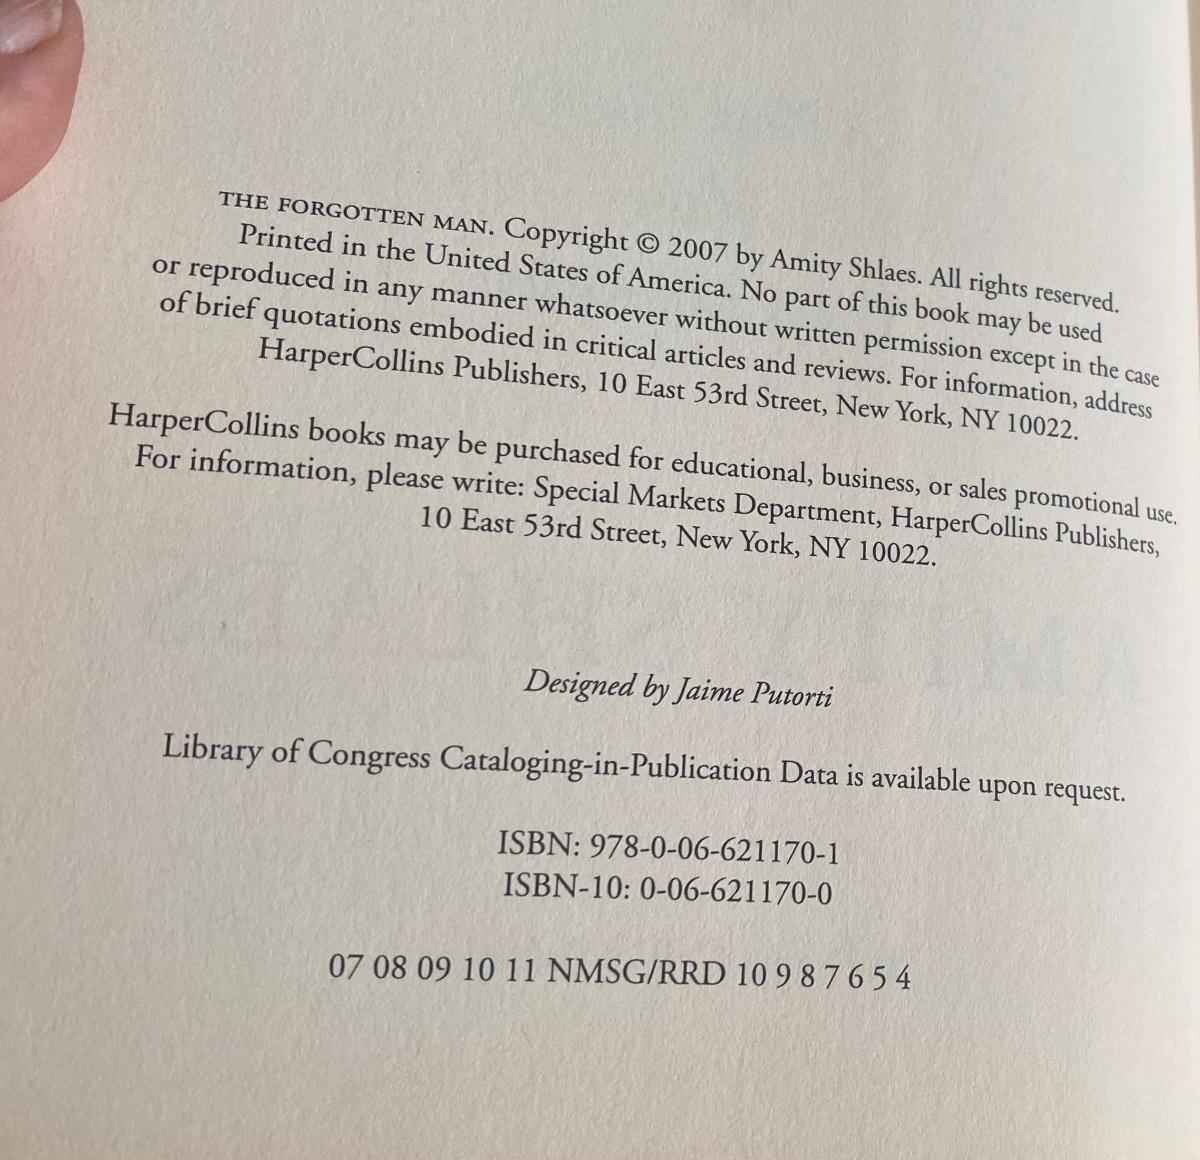 THE FORGOTTEN MAN. Copyright © 2007 by Amity Shlaes. All rights reserved.
Printed in the United States of America. No part of this book may be used
or reproduced in any manner whatsoever without written permission except in the case
of brief quotations embodied in critical articles and reviews. For information, address
HarperCollins Publishers, 10 East 53rd Street, New York, NY 10022.
HarperCollins books may be purchased for educational, business, or sales promotional use.
For information, please write: Special Markets Department, HarperCollins Publishers,
10 East 53rd Street, New York, NY 10022.
Designed by Jaime Putorti
Library of Congress Cataloging-in-Publication Data is available upon request.
ISBN: 978-0-06-621170-1
ISBN-10: 0-06-621170-0
07 08 09 10 11 NMSG/RRD 10 9 8 7 6 5 4